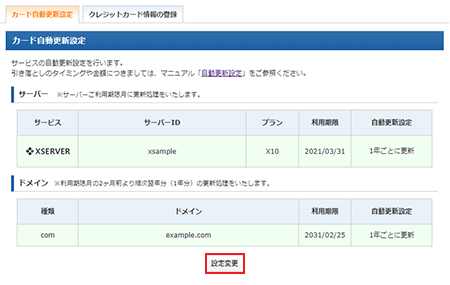 カード自動更新設定 クレジットカード情報の登録
カード自動更新設定
サービスの自動更新設定を行います。
引き落としのタイミングや金額につきましては、マニュアル「自動更新設定」をご参照ください。
サーバー ※サーバーご利用期限月に更新処理をいたします。
サービス サーバーID プラン 利用期限 自動更新設定
XSERVER xsample X10 2021/03/31 1年ごとに更新
ドメイン ※利用期限月の2ヶ月前より順次翌年分（1年分）の更新処理をいたします。
種類 ドメイン 利用期限 自動更新設定
com example.com 2031/02/25 1年ごとに更新
設定変更